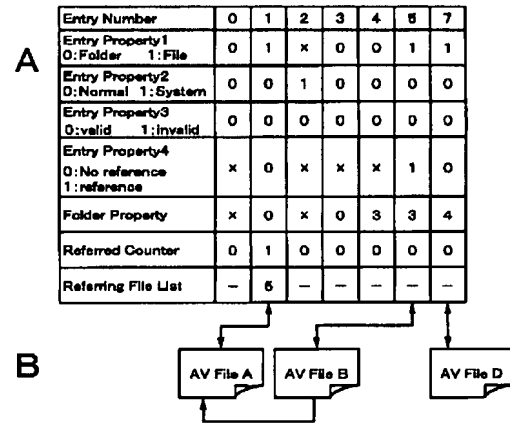 A
Entry Number 0 1 2 3 4 5 7
Entry Property1
0:Folder 1:File 0 1 × 0 0 1 1
Entry Property2
0:Normal 1:System 0 0 1 0 0 0 0
Entry Property3
0:valid 1:invalid 0 0 0 0 0 0 0
Entry Property4
0:No reference
1:reference × 0 × × × 1 0
Folder Property × 0 × 0 3 3 4
Referred Counter 0 1 0 0 0 0 0
Referring File List – 5 – – – – –
B
AV File A AV File B AV File D